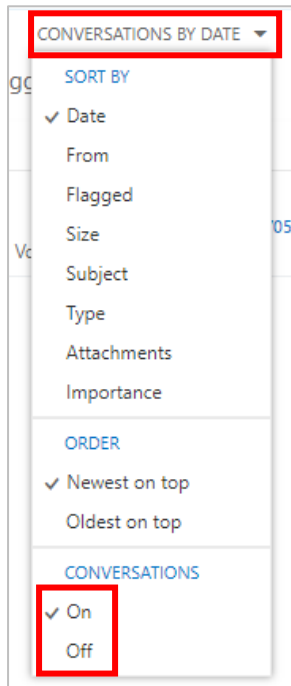 CONVERSATIONS BY DATE
SORT BY
Date
From
Flagged
Size
Subject
Type
Attachments
Importance
ORDER
Newest on top
Oldest on top
CONVERSATIONS
On
Off